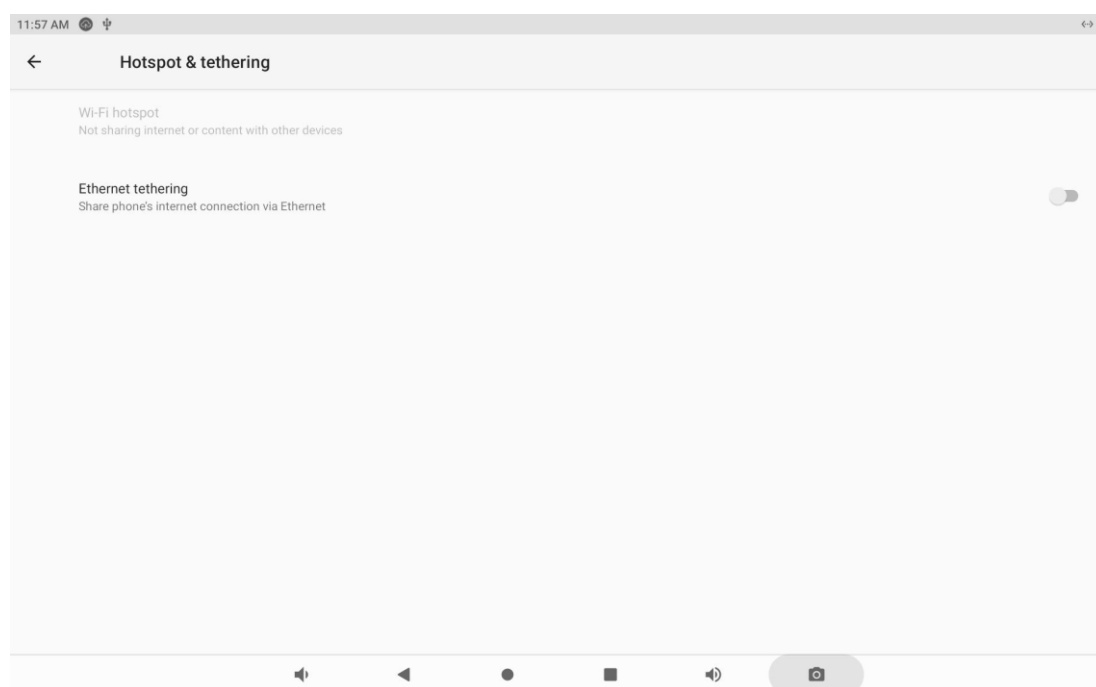 11:57 AM
Hotspot & tethering
Wi-Fi hotspot
Not sharing internet or content with other devices
Ethernet tethering
Share phone's internet connection via Ethernet